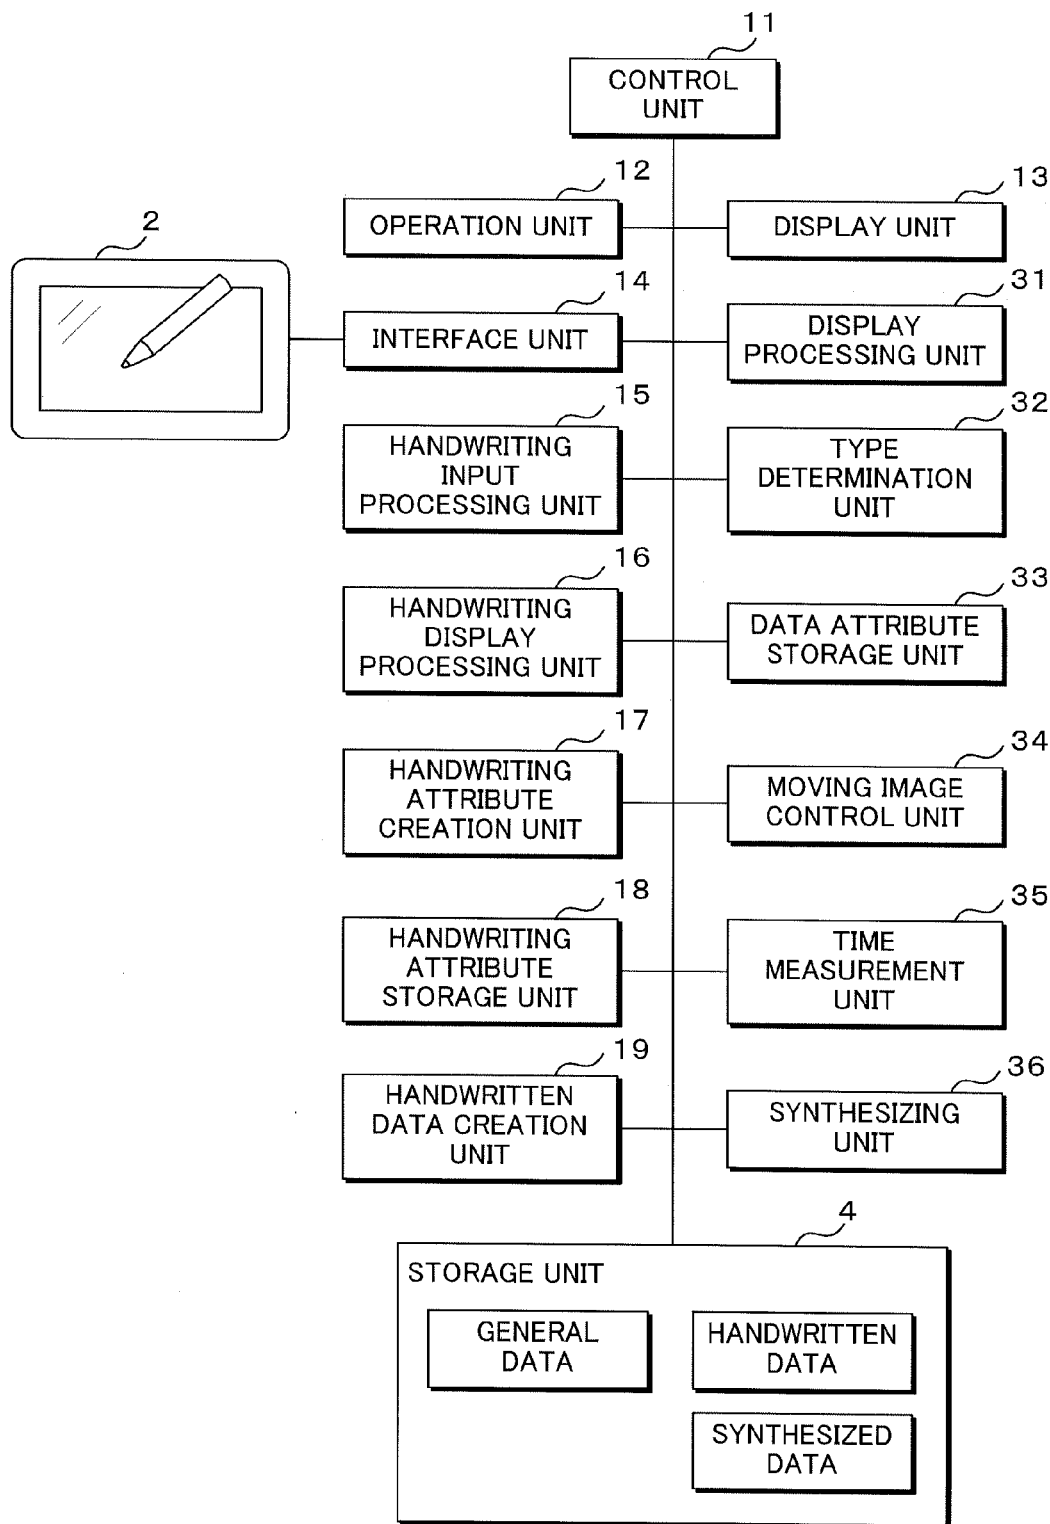 11
CONTROL
UNIT
12
OPERATION UNIT
13
DISPLAY UNIT
2
14
INTERFACE UNIT
31
DISPLAY
PROCESSING UNIT
15
HANDWRITING
INPUT
PROCESSING UNIT
32
TYPE
DETERMINATION
UNIT
16
HANDWRITING
DISPLAY
PROCESSING UNIT
33
DATA ATTRIBUTE
STORAGE UNIT
17
HANDWRITING
ATTRIBUTE
CREATION UNIT
34
MOVING IMAGE
CONTROL UNIT
18
HANDWRITING
ATTRIBUTE
STORAGE UNIT
35
TIME
MEASUREMENT
UNIT
19
HANDWRITTEN
DATA CREATION
UNIT
36
SYNTHESIZING
UNIT
4
STORAGE UNIT
GENERAL
DATA
HANDWRITTEN
DATA
SYNTHESIZED
DATA